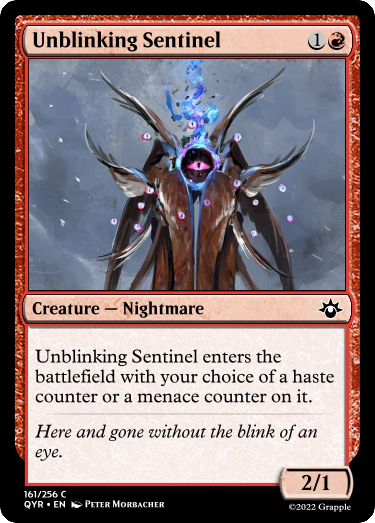 Unblinking Sentinel 1
Creature — Nightmare
Unblinking Sentinel enters the
battlefield with your choice of a haste
counter or a menace counter on it.
Here and gone without the blink of an
eye.
2/1
161/256 C
QYR • EN Peter Morbacher
©2022 Grapple